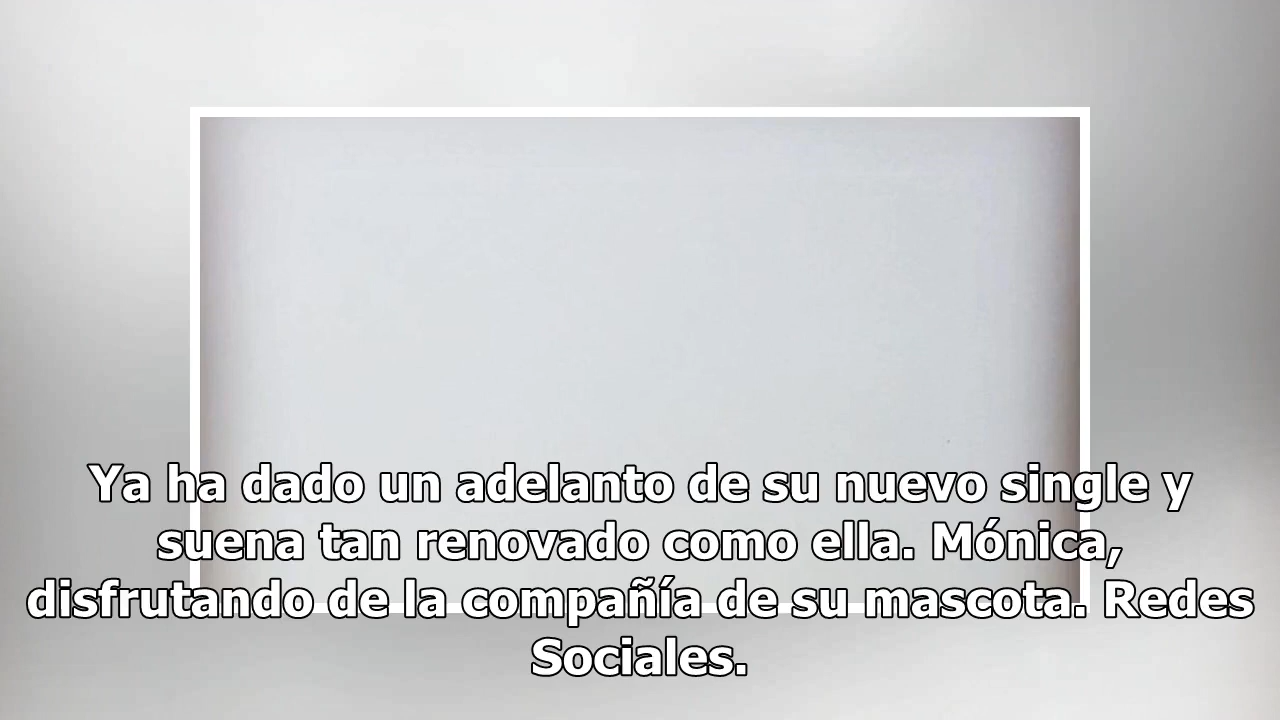 Ya ha dado un adelanto de su nuevo single y
suena tan renovado como ella. Mónica,
disfrutando de la compañía de su mascota. Redes
Sociales.